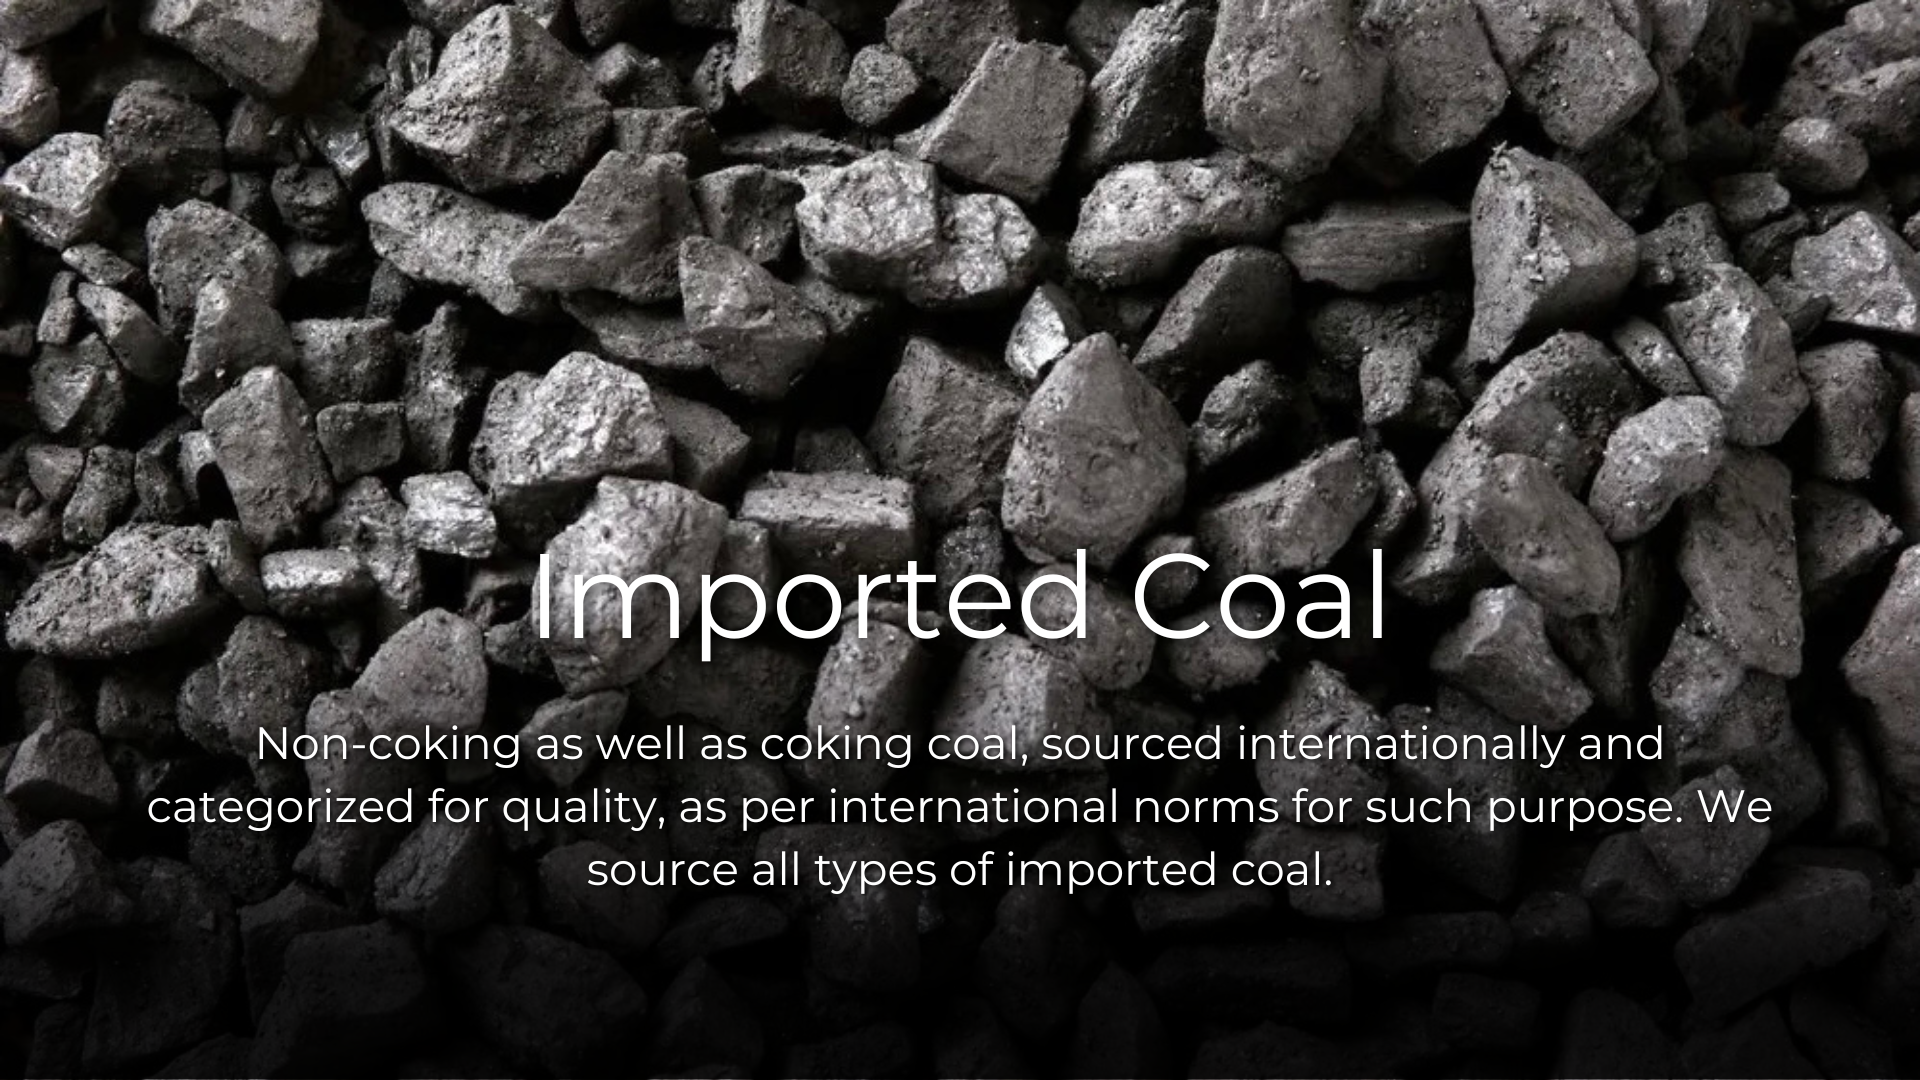 Imported Coal
Non-coking as well as coking coal, sourced internationally and
categorized for quality, as per international norms for such purpose. We
source all types of imported coal.